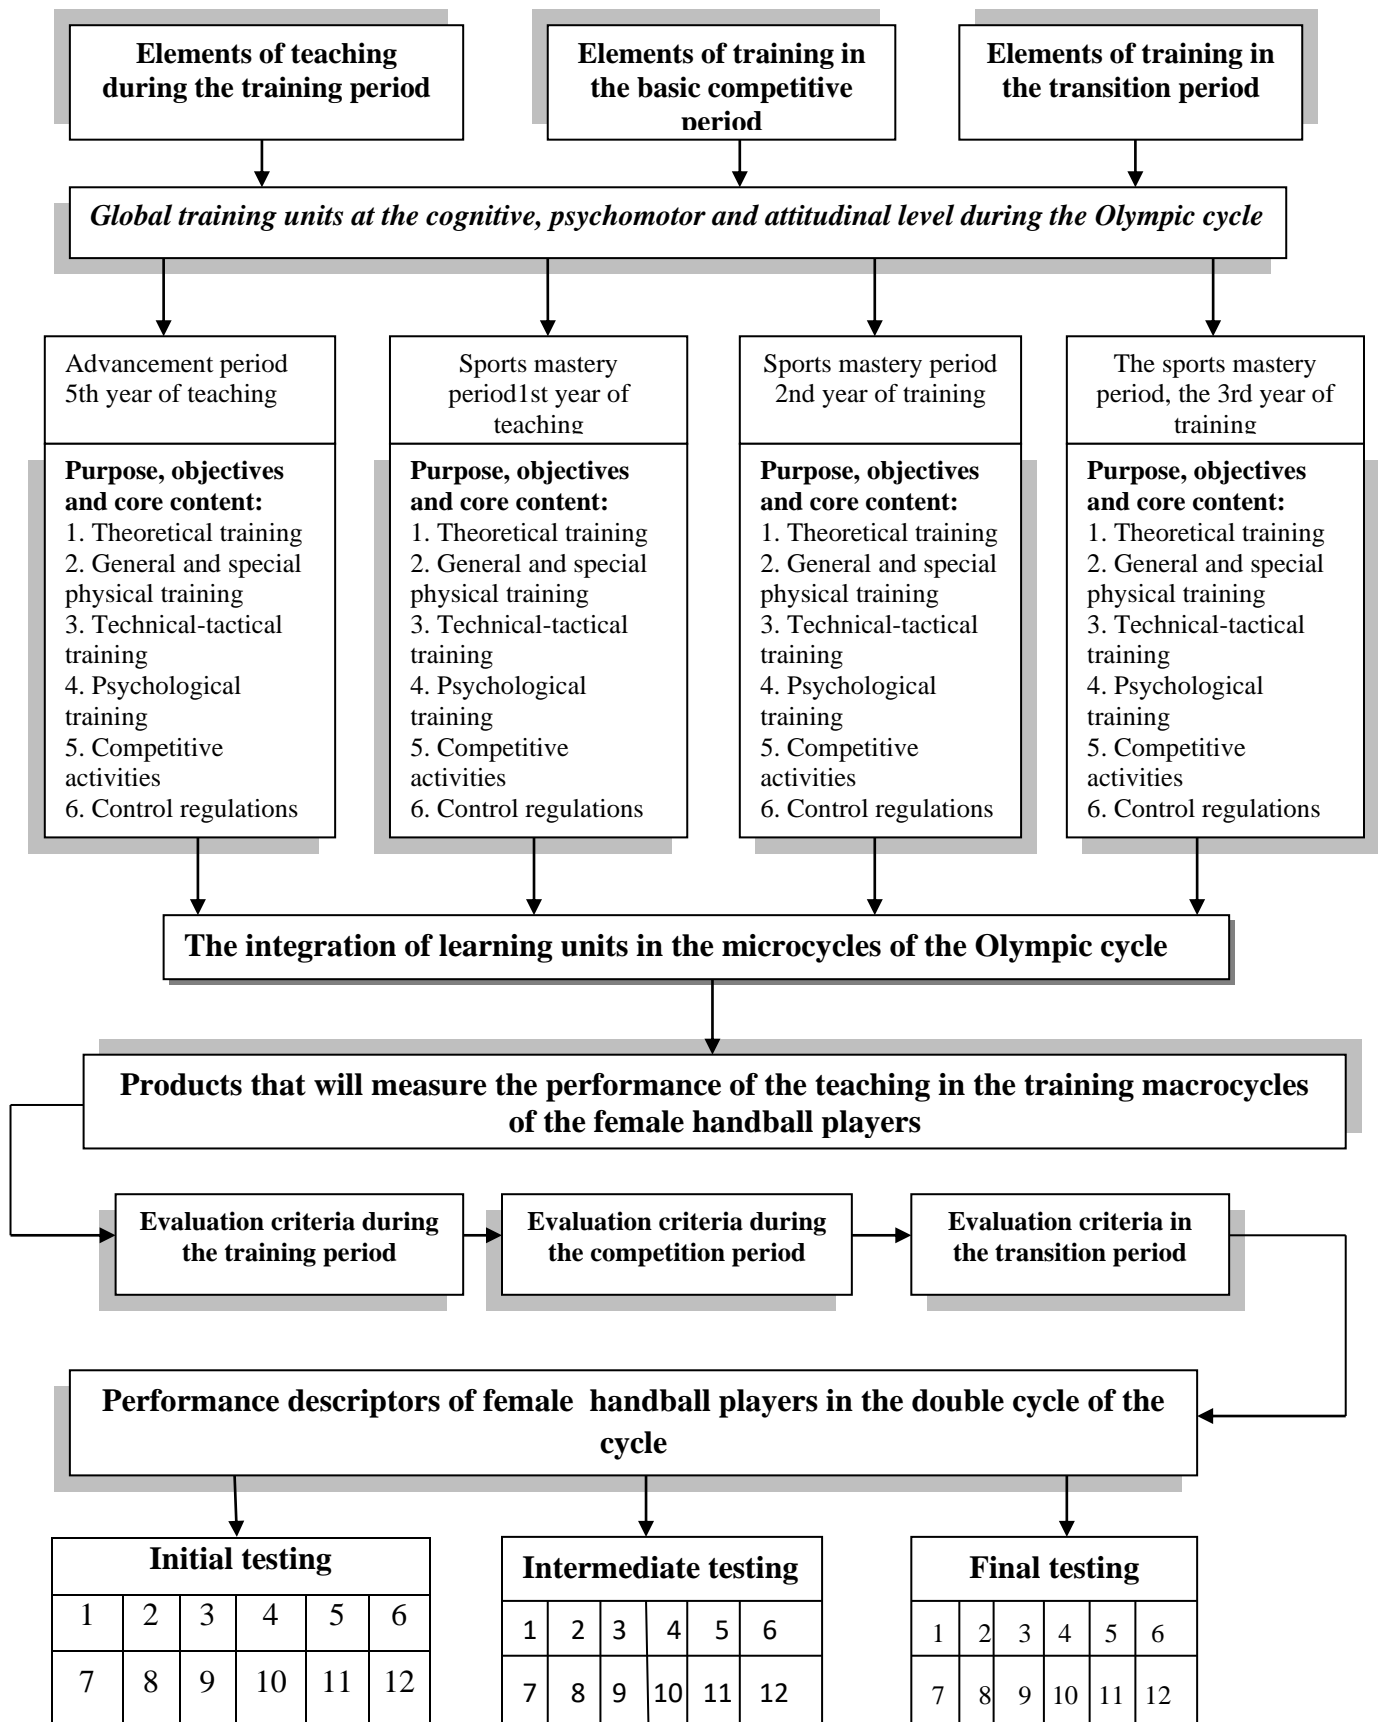 Elements of teaching
during the training period
Elements of training in
the basic competitive
period
Elements of training in
the transition period
Global training units at the cognitive, psychomotor and attitudinal level during the Olympic cycle
Advancement period
5th year of teaching
Purpose, objectives
and core content:
1. Theoretical training
2. General and special
physical training
3. Technical-tactical
training
4. Psychological
training
5. Competitive
activities
6. Control regulations
Sports mastery
period1st year of
teaching
Purpose, objectives
and core content:
1. Theoretical training
2. General and special
physical training
3. Technical-tactical
training
4. Psychological
training
5. Competitive
activities
6. Control regulations
Sports mastery period
2nd year of training
Purpose, objectives
and core content:
1. Theoretical training
2. General and special
physical training
3. Technical-tactical
training
4. Psychological
training
5. Competitive
activities
6. Control regulations
The sports mastery
period, the 3rd year of
training
Purpose, objectives
and core content:
1. Theoretical training
2. General and special
physical training
3. Technical-tactical
training
4. Psychological
training
5. Competitive
activities
6. Control regulations
The integration of learning units in the microcycles of the Olympic cycle
Products that will measure the performance of the teaching in the training macrocycles
of the female handball players
Evaluation criteria during
the training period
Evaluation criteria during
the competition period
Evaluation criteria in
the transition period
Performance descriptors of female handball players in the double cycle of the
cycle
Initial testing
1 2 3 4 5 6
7 8 9 10 11 12
Intermediate testing
1 2 3 4 5 6
7 8 9 10 11 12
Final testing
1 2 3 4 5 6
7 8 9 10 11 12